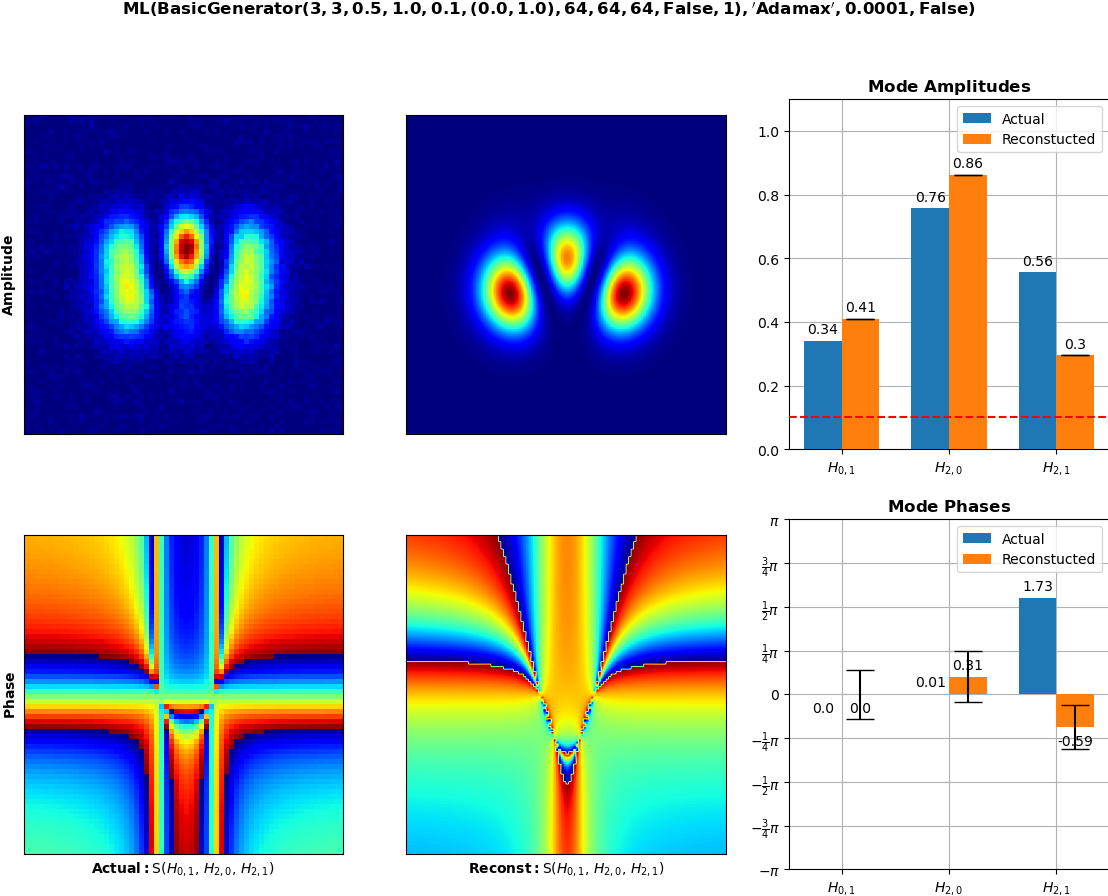 ML(BasicGenerator(3, 3, 0.5, 1.0, 0.1, (0.0, 1.0), 64, 64, 64, False, 1), 'Adamax', 0.0001, False)
Amplitude
Mode Amplitudes
Actual
Reconstucted
1.0
0.8
0.6
0.4
0.2
0.0
0.34
0.41
0.76
0.86
0.56
0.3
H0,1
H2,0
H2,1
Phase
Actual: S(H0,1, H2,0, H2,1)
Reconst: S(H0,1, H2,0, H2,1)
Mode Phases
Actual
Reconstucted
π
3/4π
1/2π
1/4π
0
−1/4π
−1/2π
−3/4π
−π
0.0
0.0
0.01
0.31
1.73
-0.59
H0,1
H2,0
H2,1